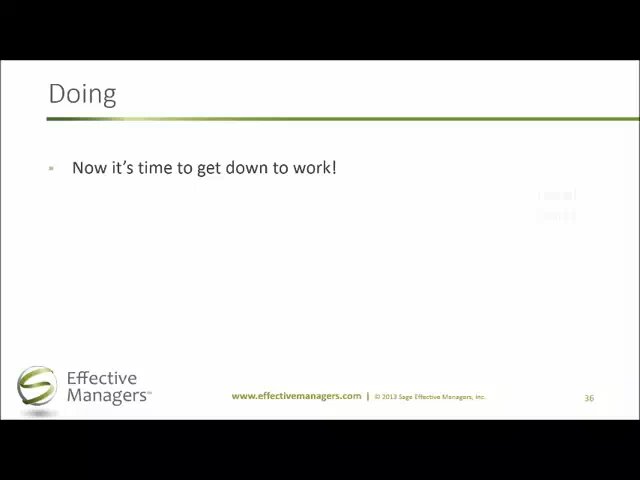 Doing
Now it's time to get down to work!
Effective
Managers™
www.effectivemanagers.com | © 2013 Sage Effective Managers, Inc.
36